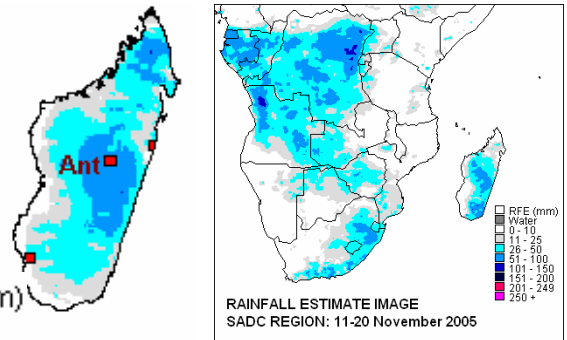 Ant
m)
RFE (mm)
Water
0 - 10
11 - 25
26 - 50
51 - 100
101 - 150
151 - 200
201 - 249
250 +
RAINFALL ESTIMATE IMAGE
SADC REGION: 11-20 November 2005